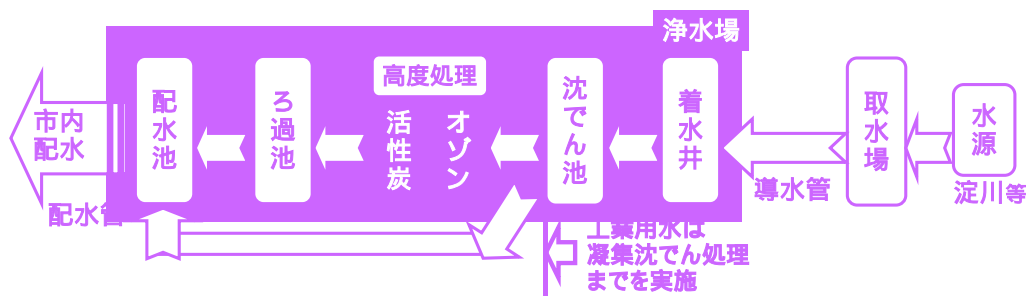 浄水場
水源
淀川等
取水場
導水管
着水井
沈でん池
高度処理
オゾン
活性炭
ろ過池
配水池
市内
配水
配水管
工業用水は
凝集沈でん処理
までを実施